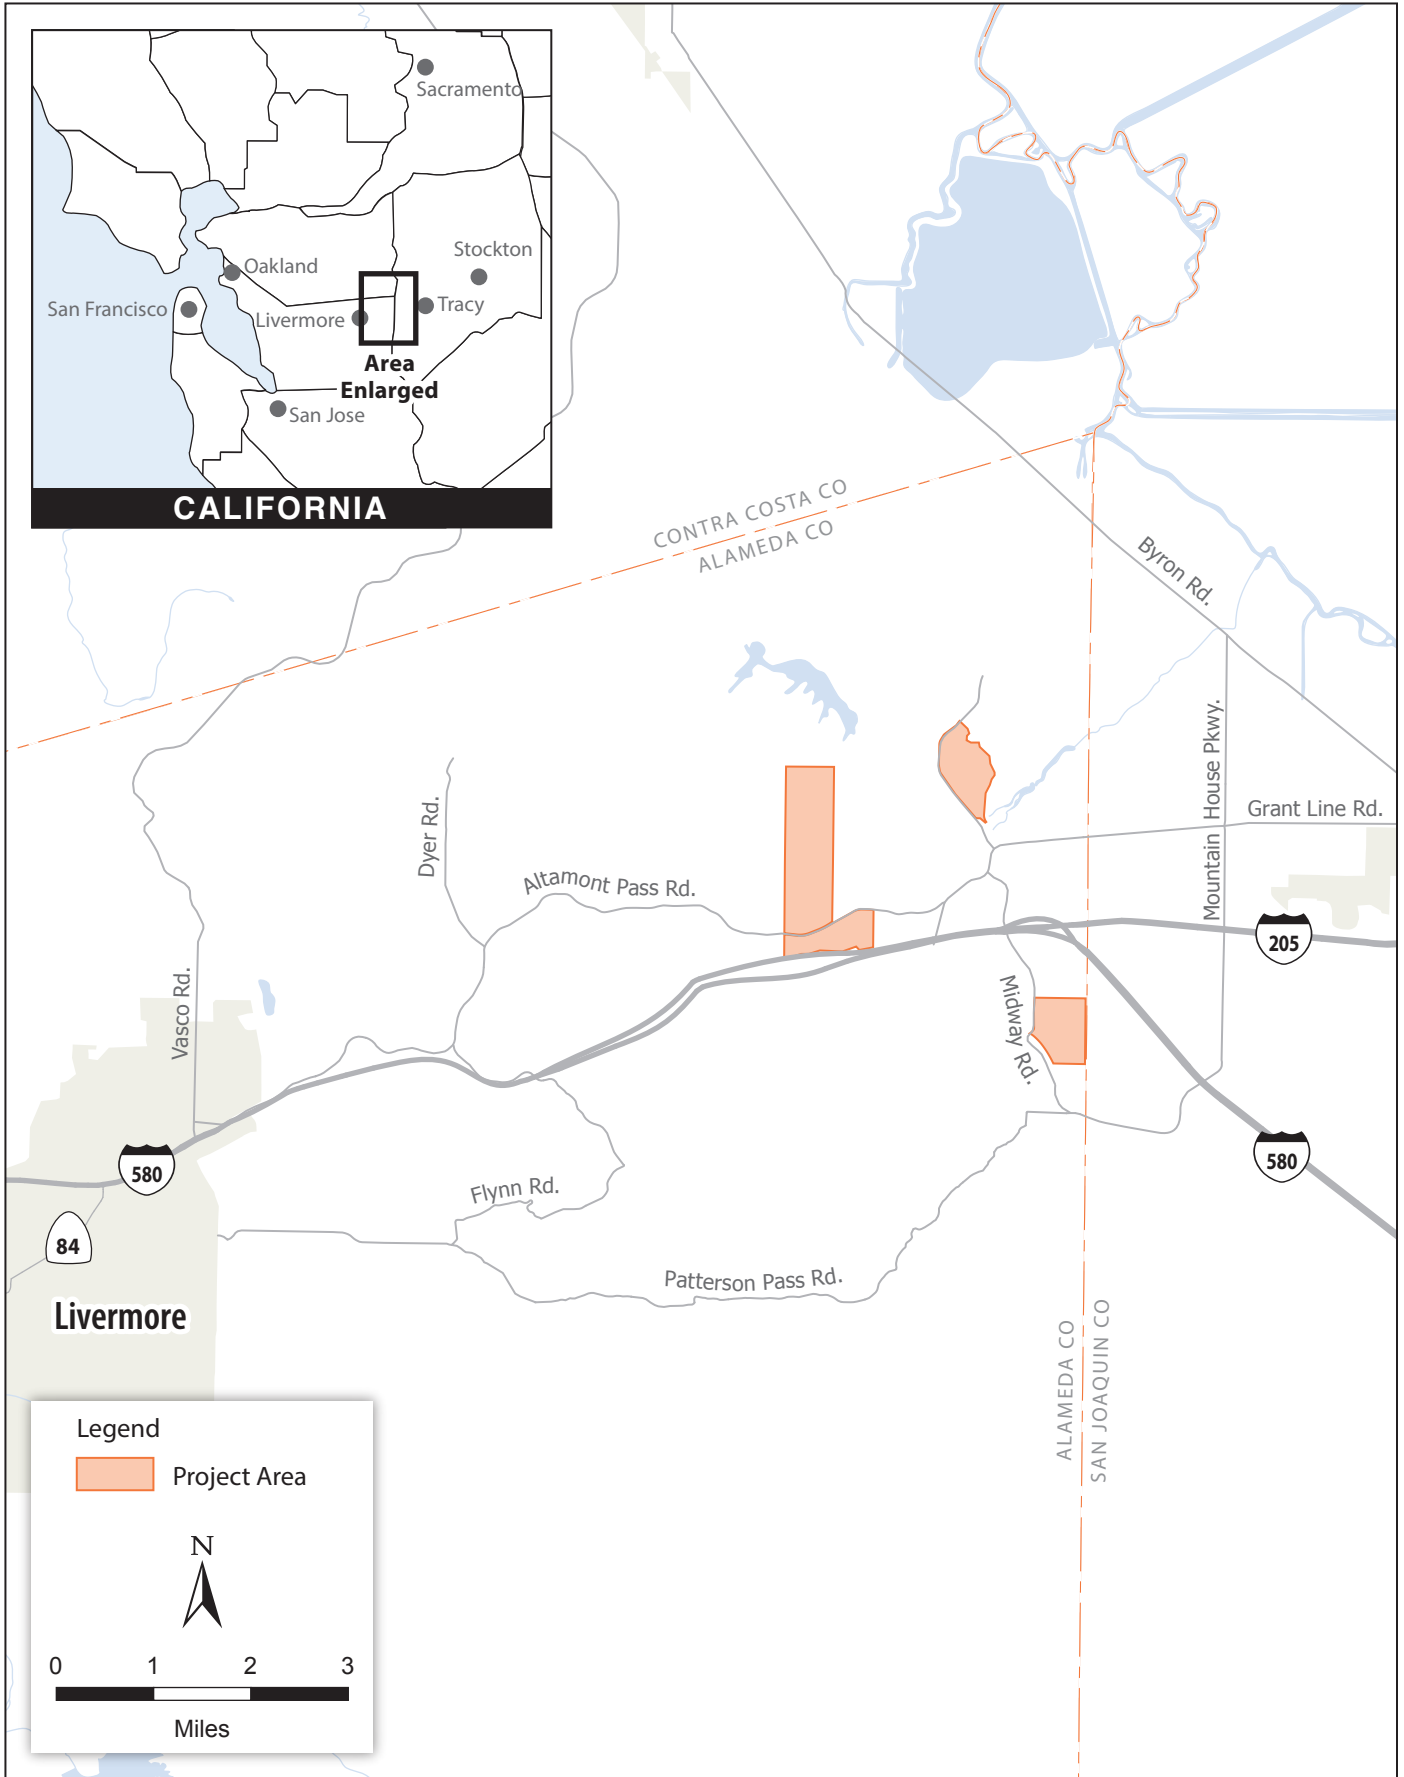 Sacramento
Stockton
Oakland
San Francisco
Tracy
Livermore
Area
Enlarged
San Jose
CALIFORNIA
CONTRA COSTA CO
ALAMEDA CO
Byron Rd.
Mountain House Pkwy.
Grant Line Rd.
Dyer Rd.
Altamont Pass Rd.
205
Vasco Rd.
Midway Rd.
580
580
Flynn Rd.
84
Patterson Pass Rd.
Livermore
ALAMEDA CO
SAN JOAQUIN CO
Legend
Project Area
N
0 1 2 3
Miles